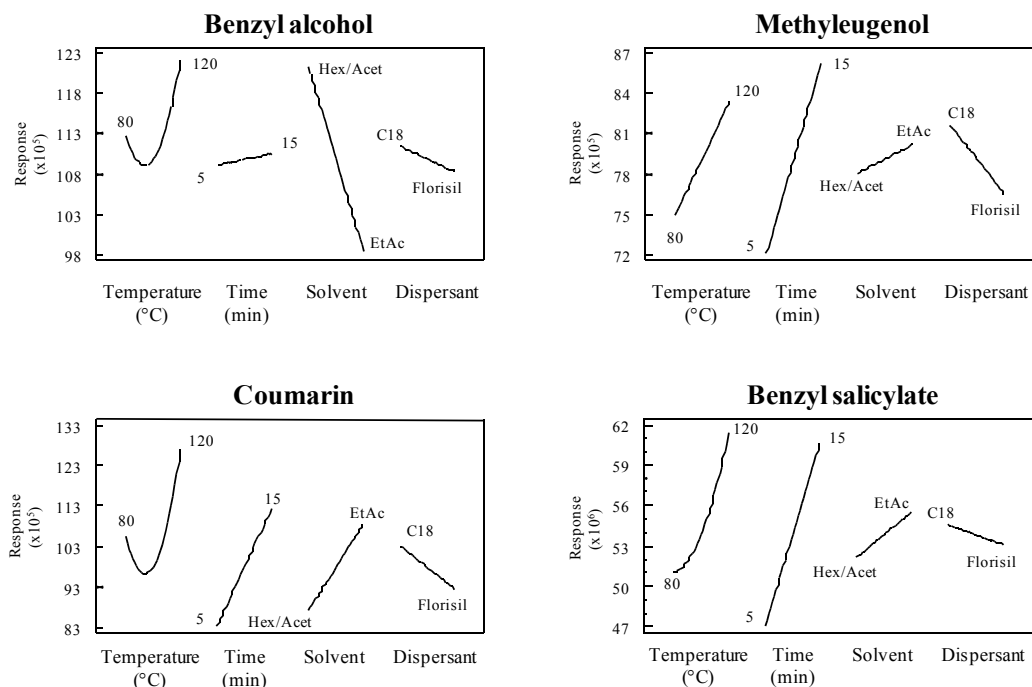 Benzyl alcohol
Response
(x10⁵)
123
118
113
108
103
98
80
120
5
15
Hex/Acet
EtAc
C18
Florisil
Temperature
(°C)
Time
(min)
Solvent
Dispersant
Methyleugenol
Response
(x10⁵)
87
84
81
78
75
72
80
120
5
15
Hex/Acet
EtAc
C18
Florisil
Temperature
(°C)
Time
(min)
Solvent
Dispersant
Coumarin
Response
(x10⁵)
133
123
113
103
93
83
80
120
5
15
Hex/Acet
EtAc
C18
Florisil
Temperature
(°C)
Time
(min)
Solvent
Dispersant
Benzyl salicylate
Response
(x10⁶)
62
59
56
53
50
47
80
120
5
15
Hex/Acet
EtAc
C18
Florisil
Temperature
(°C)
Time
(min)
Solvent
Dispersant